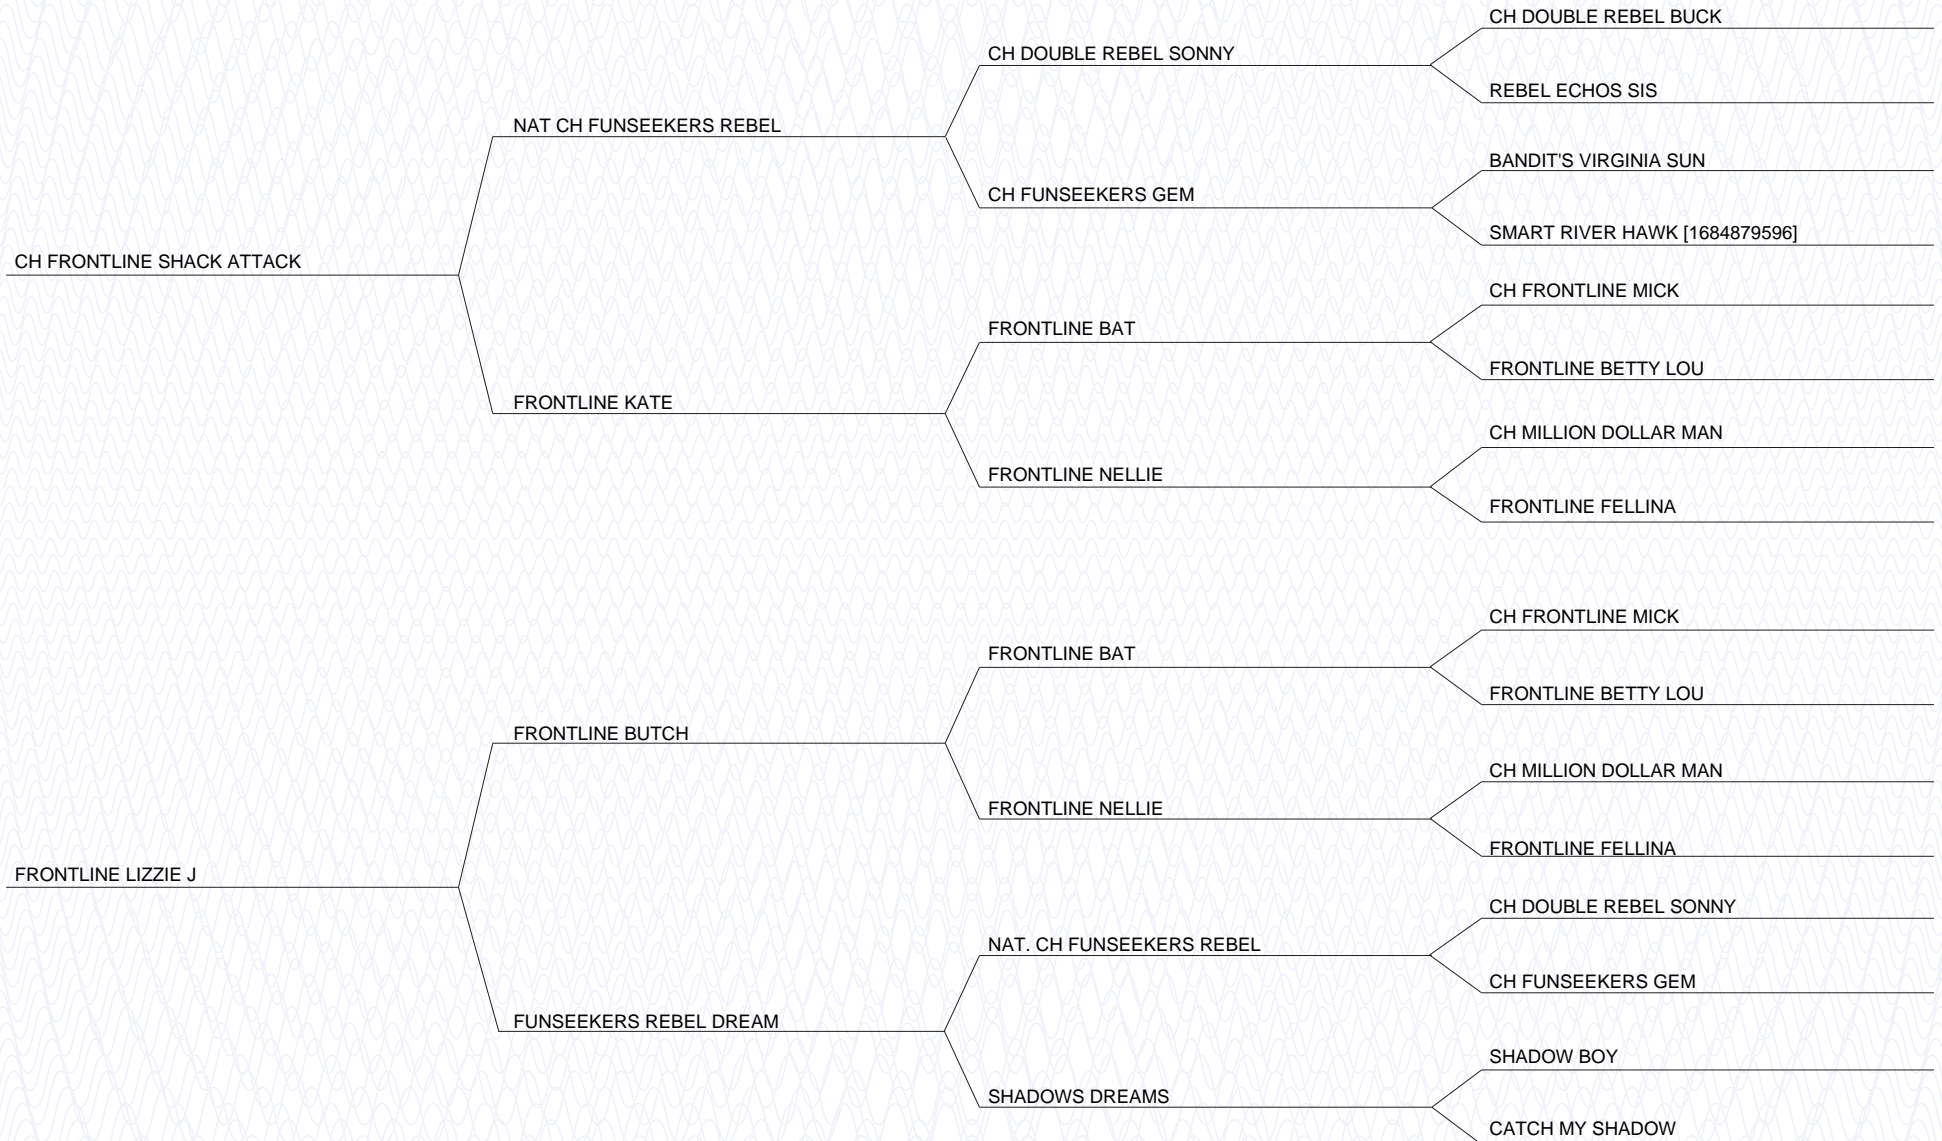 CH FRONTLINE SHACK ATTACK
NAT CH FUNSEEKERS REBEL
CH DOUBLE REBEL SONNY
CH DOUBLE REBEL BUCK
REBEL ECHOS SIS
CH FUNSEEKERS GEM
BANDIT'S VIRGINIA SUN
SMART RIVER HAWK [1684879596]
FRONTLINE KATE
FRONTLINE BAT
CH FRONTLINE MICK
FRONTLINE BETTY LOU
FRONTLINE NELLIE
CH MILLION DOLLAR MAN
FRONTLINE FELLINA
FRONTLINE LIZZIE J
FRONTLINE BUTCH
FRONTLINE BAT
CH FRONTLINE MICK
FRONTLINE BETTY LOU
FRONTLINE NELLIE
CH MILLION DOLLAR MAN
FRONTLINE FELLINA
FUNSEEKERS REBEL DREAM
NAT. CH FUNSEEKERS REBEL
CH DOUBLE REBEL SONNY
CH FUNSEEKERS GEM
SHADOWS DREAMS
SHADOW BOY
CATCH MY SHADOW